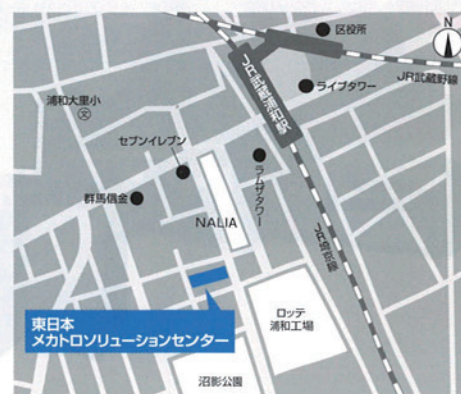 N
区役所
JR武蔵野線
JR武蔵浦和駅
ライブタワー
浦和大里小
文
セブンイレブン
群馬信金
ラムザタワー
NALIA
JR埼京線
東日本
メカトロソリューションセンター
ロッテ
浦和工場
沼影公園